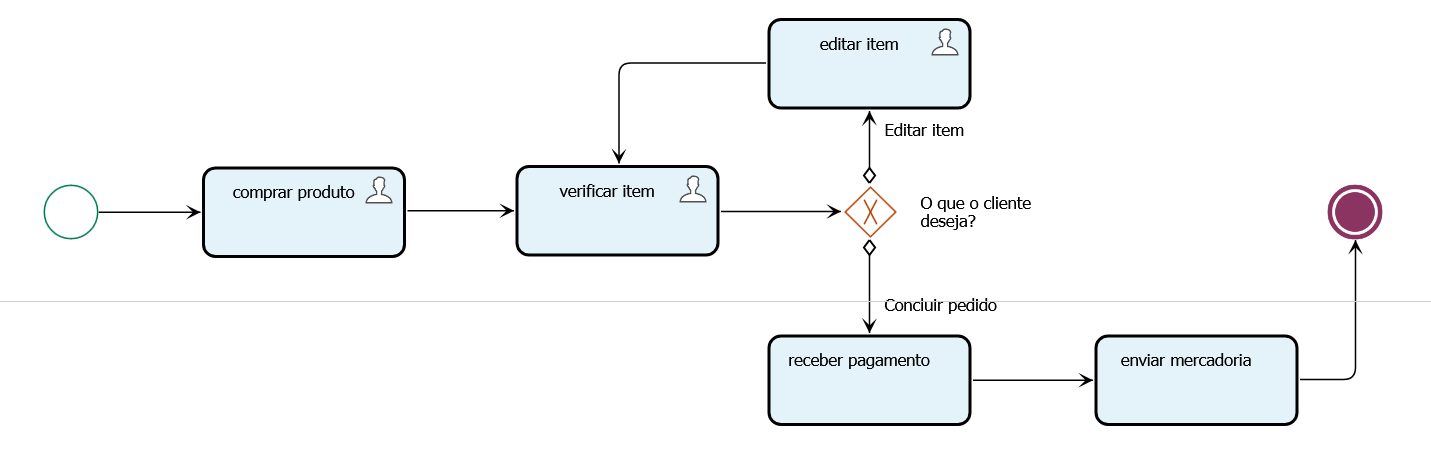 editar item
Editar item
comprar produto
verificar item
O que o cliente
deseja?
Concluir pedido
receber pagamento
enviar mercadoria